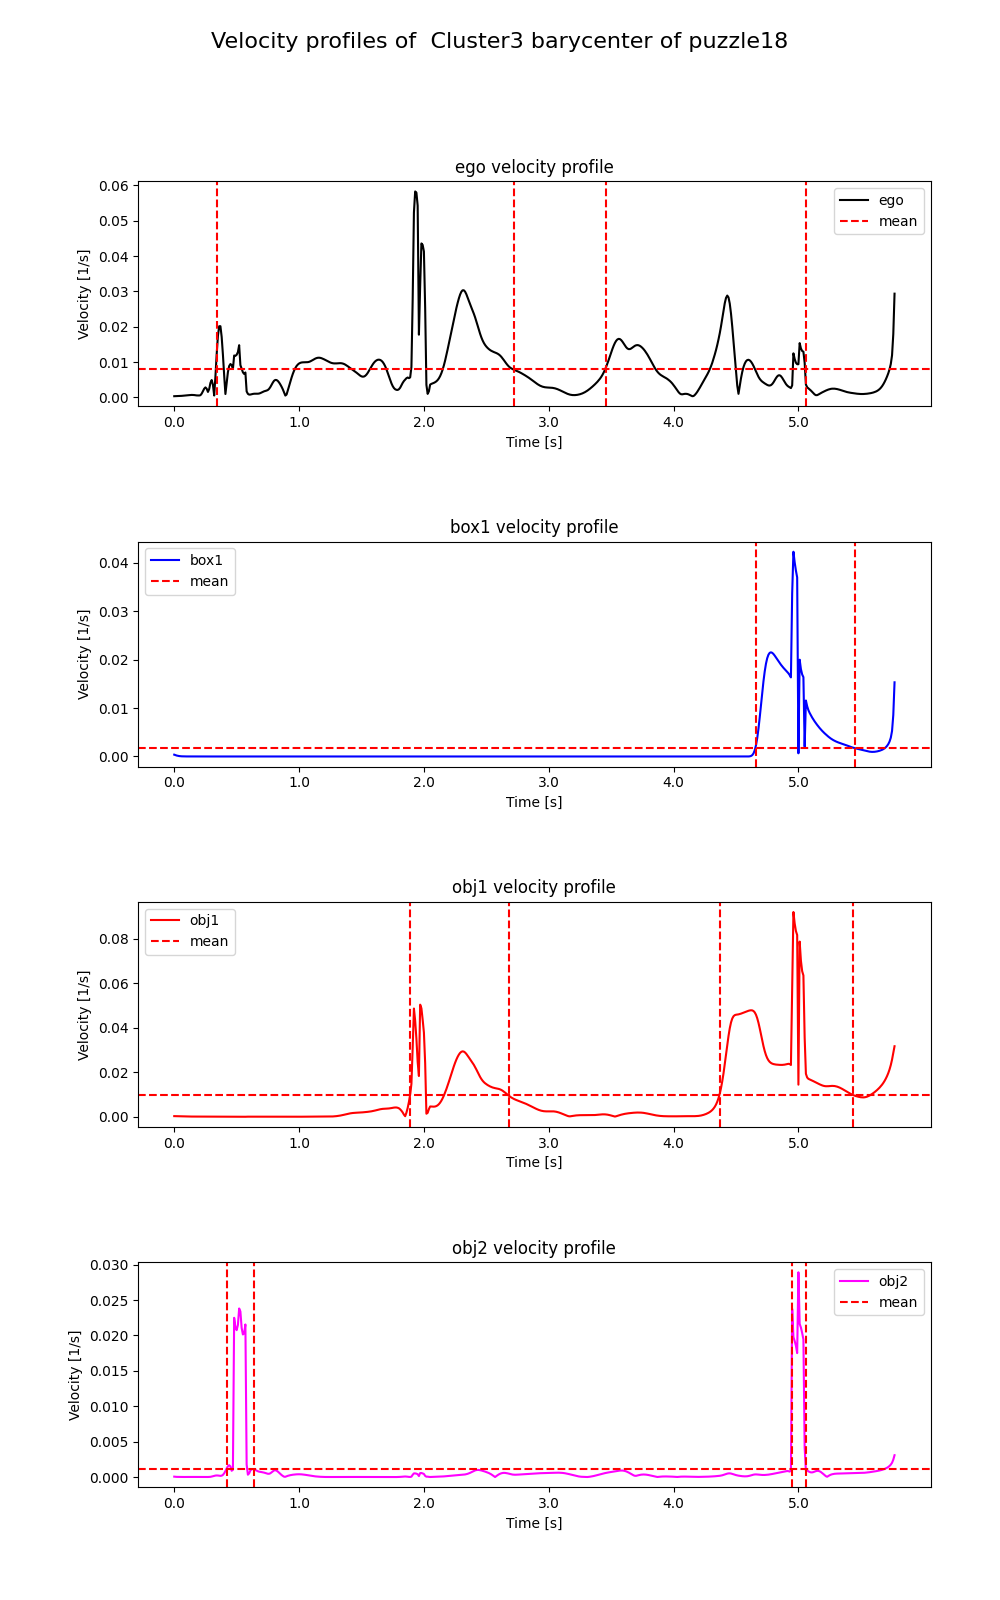 Velocity profiles of  Cluster3 barycenter of puzzle18
ego velocity profile
0.06
0.05
0.04
0.03
0.02
0.01
0.00
Velocity [1/s]
ego
mean
0.0 1.0 2.0 3.0 4.0 5.0
Time [s]
box1 velocity profile
0.04
0.03
0.02
0.01
0.00
Velocity [1/s]
box1
mean
0.0 1.0 2.0 3.0 4.0 5.0
Time [s]
obj1 velocity profile
0.08
0.06
0.04
0.02
0.00
Velocity [1/s]
obj1
mean
0.0 1.0 2.0 3.0 4.0 5.0
Time [s]
obj2 velocity profile
0.030
0.025
0.020
0.015
0.010
0.005
0.000
Velocity [1/s]
obj2
mean
0.0 1.0 2.0 3.0 4.0 5.0
Time [s]